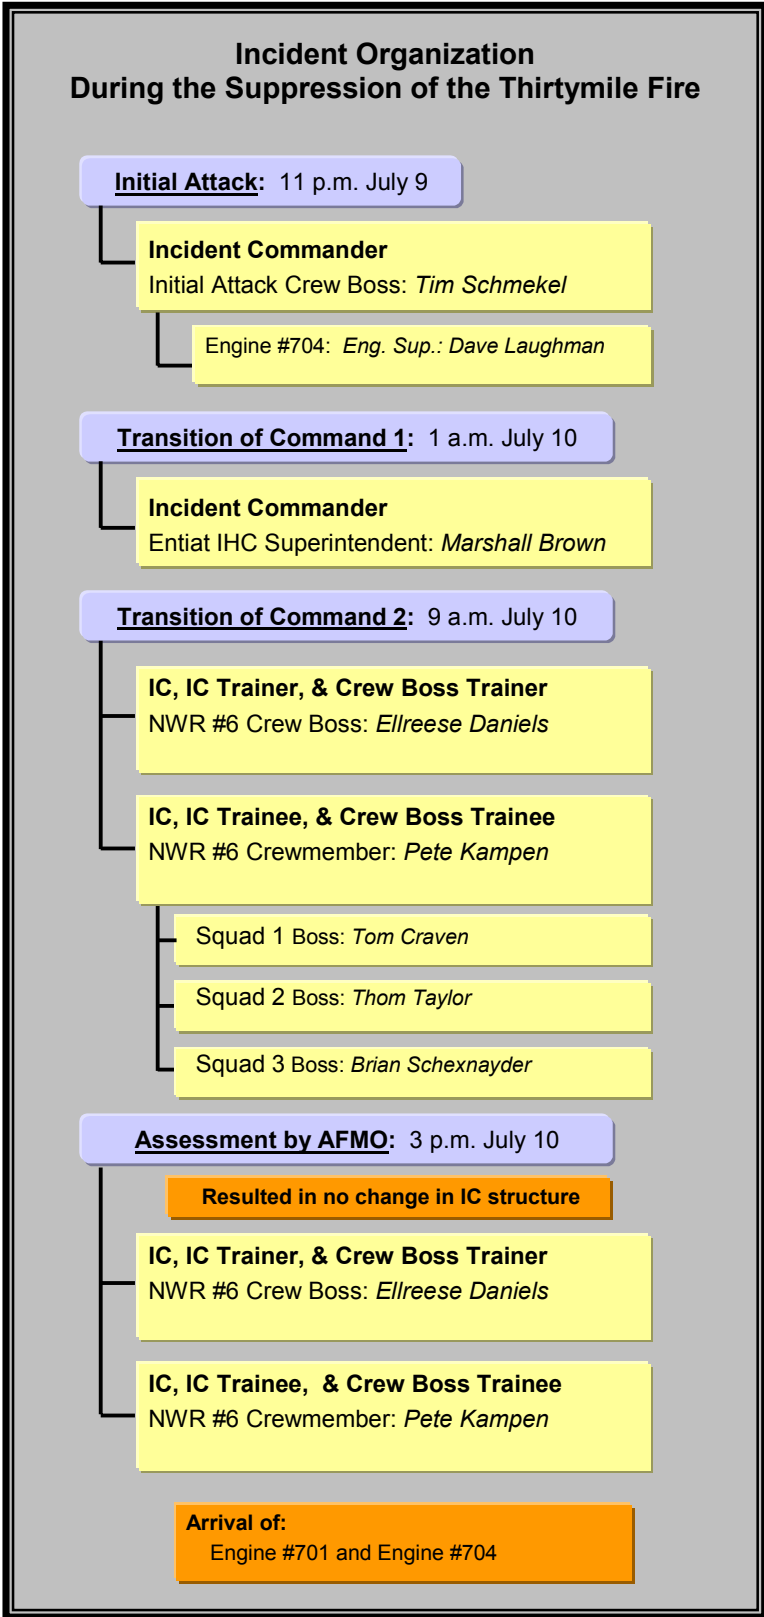 Incident Organization
During the Suppression of the Thirtymile Fire
Initial Attack: 11 p.m. July 9
Incident Commander
Initial Attack Crew Boss: Tim Schmekel
Engine #704: Eng. Sup.: Dave Laughman
Transition of Command 1: 1 a.m. July 10
Incident Commander
Entiat IHC Superintendent: Marshall Brown
Transition of Command 2: 9 a.m. July 10
IC, IC Trainer, & Crew Boss Trainer
NWR #6 Crew Boss: Ellreese Daniels
IC, IC Trainee, & Crew Boss Trainee
NWR #6 Crewmember: Pete Kampen
Squad 1 Boss: Tom Craven
Squad 2 Boss: Thom Taylor
Squad 3 Boss: Brian Schexnayder
Assessment by AFMO: 3 p.m. July 10
Resulted in no change in IC structure
IC, IC Trainer, & Crew Boss Trainer
NWR #6 Crew Boss: Ellreese Daniels
IC, IC Trainee, & Crew Boss Trainee
NWR #6 Crewmember: Pete Kampen
Arrival of:
Engine #701 and Engine #704